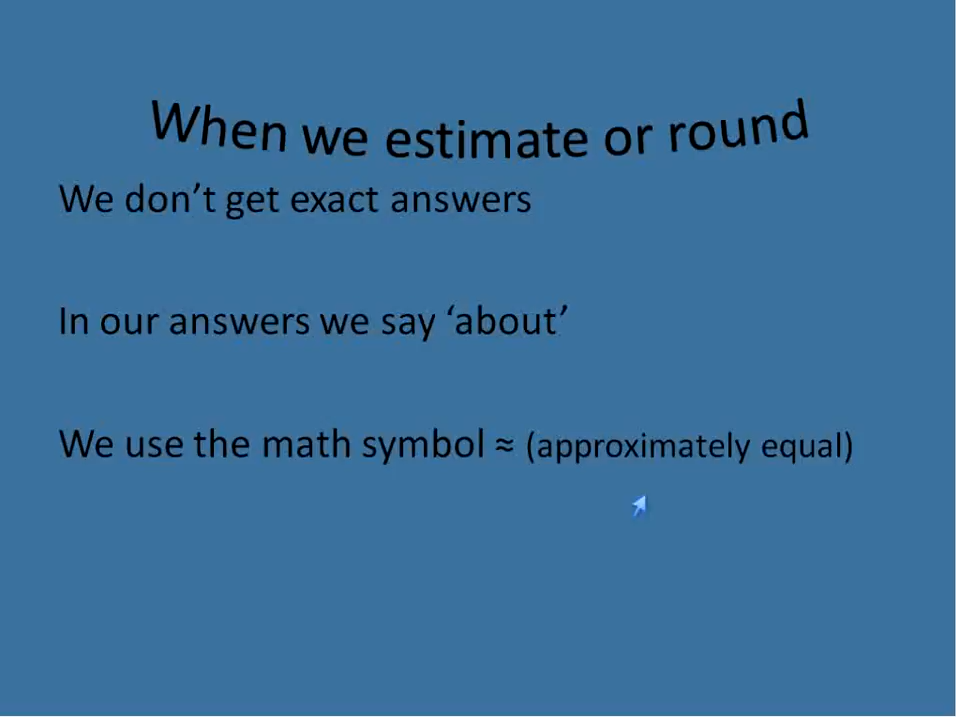 When we estimate or round
We don’t get exact answers
In our answers we say ‘about’
We use the math symbol ≈ (approximately equal)